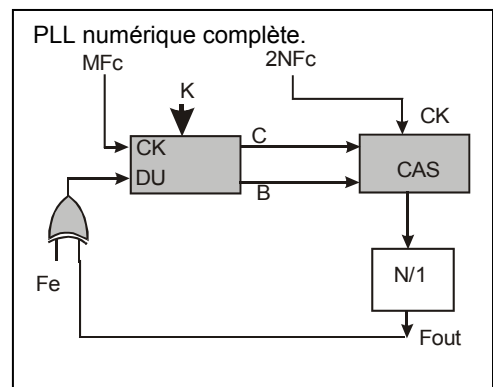 PLL numérique complète.
MFc
2NFc
K
CK
C
CK
DU
CAS
B
N/1
Fe
Fout